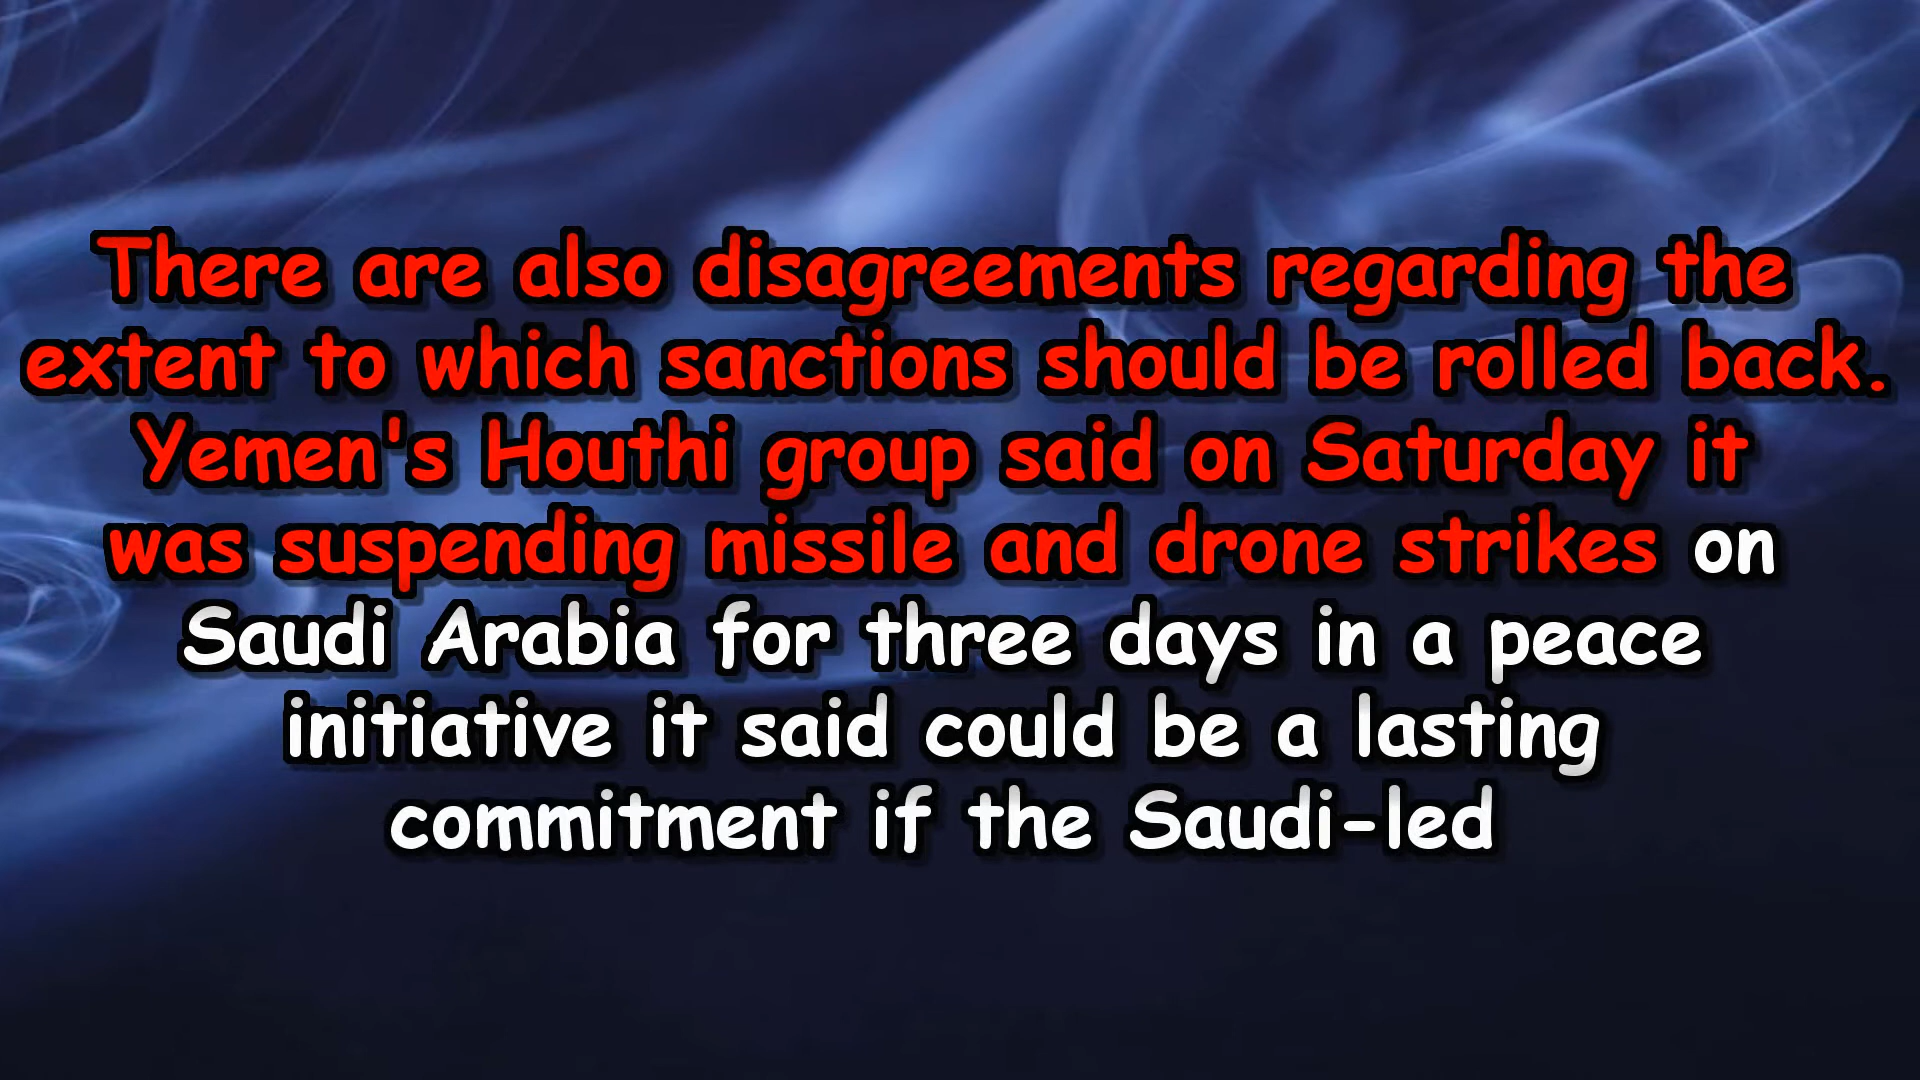 There are also disagreements regarding the
extent to which sanctions should be rolled back.
Yemen's Houthi group said on Saturday it
was suspending missile and drone strikes on
Saudi Arabia for three days in a peace
initiative it said could be a lasting
commitment if the Saudi-led